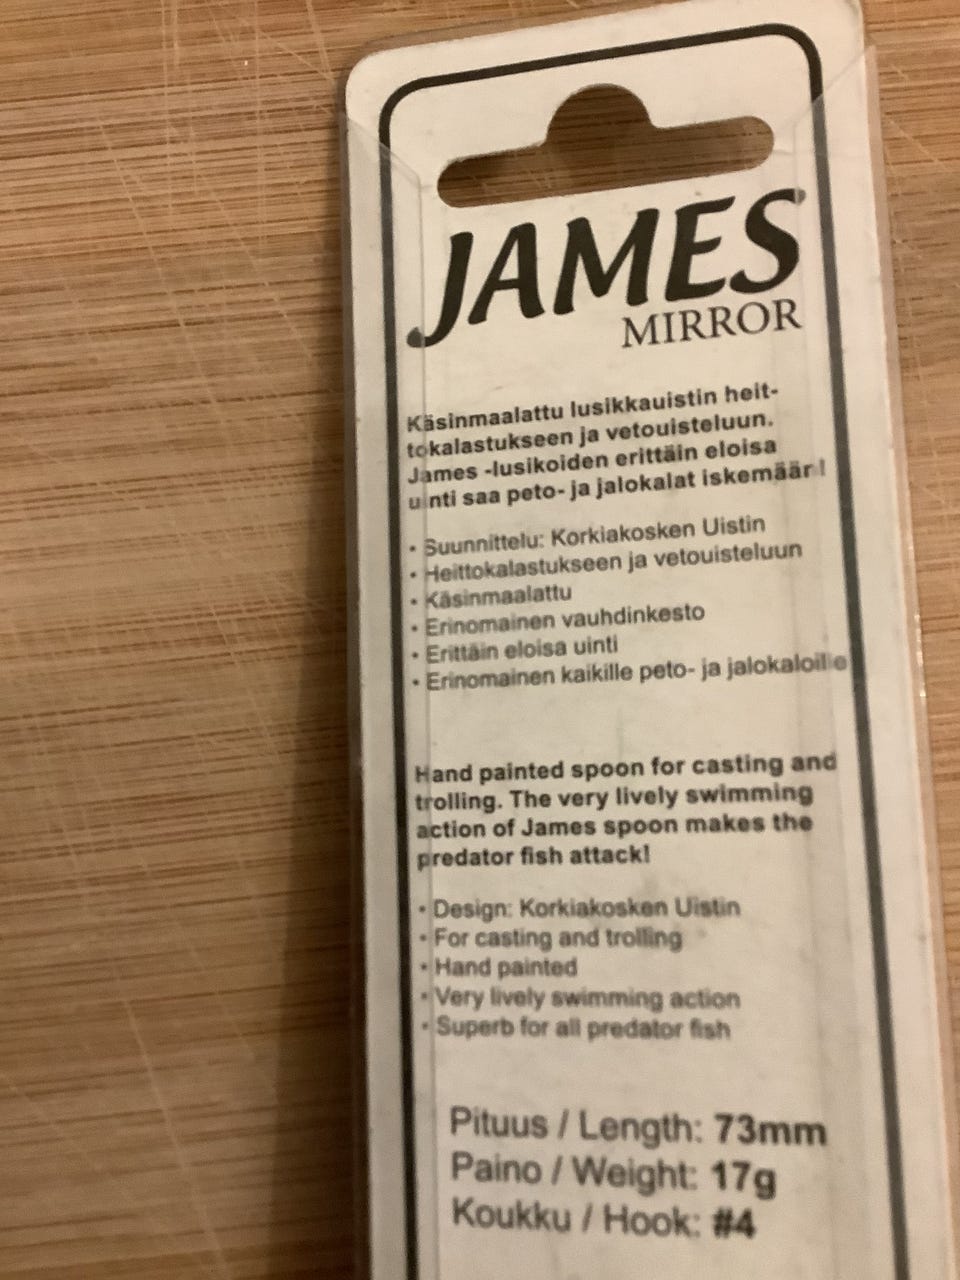 JAMES
MIRROR
Käsinmaalattu lusikkauistin heit-
tokalastukseen ja vetouisteluun.
James -lusikoiden erittäin eloisa
uinti saa peto- ja jalokalat iskemään!
• Suunnittelu: Korkiakosken Uistin
• Heittokalastukseen ja vetouisteluun
• Käsinmaalattu
• Erinomainen vauhdinkesto
• Erittäin eloisa uinti
• Erinomainen kaikille peto- ja jalokaloille
Hand painted spoon for casting and
trolling. The very lively swimming
action of James spoon makes the
predator fish attack!
• Design: Korkiakosken Uistin
• For casting and trolling
• Hand painted
• Very lively swimming action
• Superb for all predator fish
Pituus / Length: 73mm
Paino / Weight: 17g
Koukku / Hook: #4